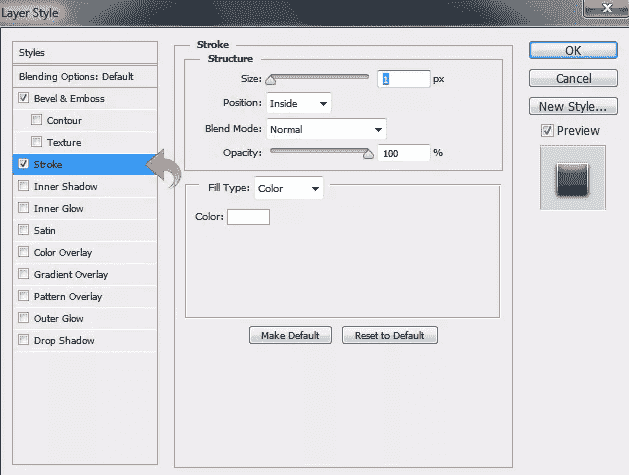 Layer Style
Styles
Blending Options: Default
Bevel & Emboss
Contour
Texture
Stroke
Inner Shadow
Inner Glow
Satin
Color Overlay
Gradient Overlay
Pattern Overlay
Outer Glow
Drop Shadow
Stroke
Structure
Size: 1 px
Position: Inside
Blend Mode: Normal
Opacity: 100 %
Fill Type: Color
Color:
Make Default Reset to Default
OK
Cancel
New Style...
Preview